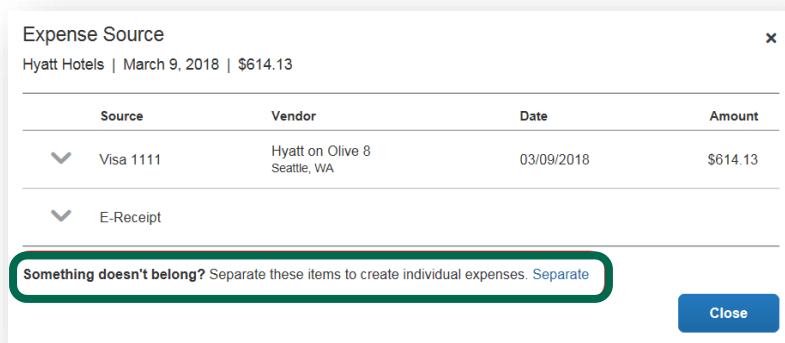 Expense Source
Hyatt Hotels | March 9, 2018 | $614.13
Source Vendor Date Amount
Visa 1111 Hyatt on Olive 8 03/09/2018 $614.13
Seattle, WA
E-Receipt
Something doesn't belong? Separate these items to create individual expenses. Separate
Close